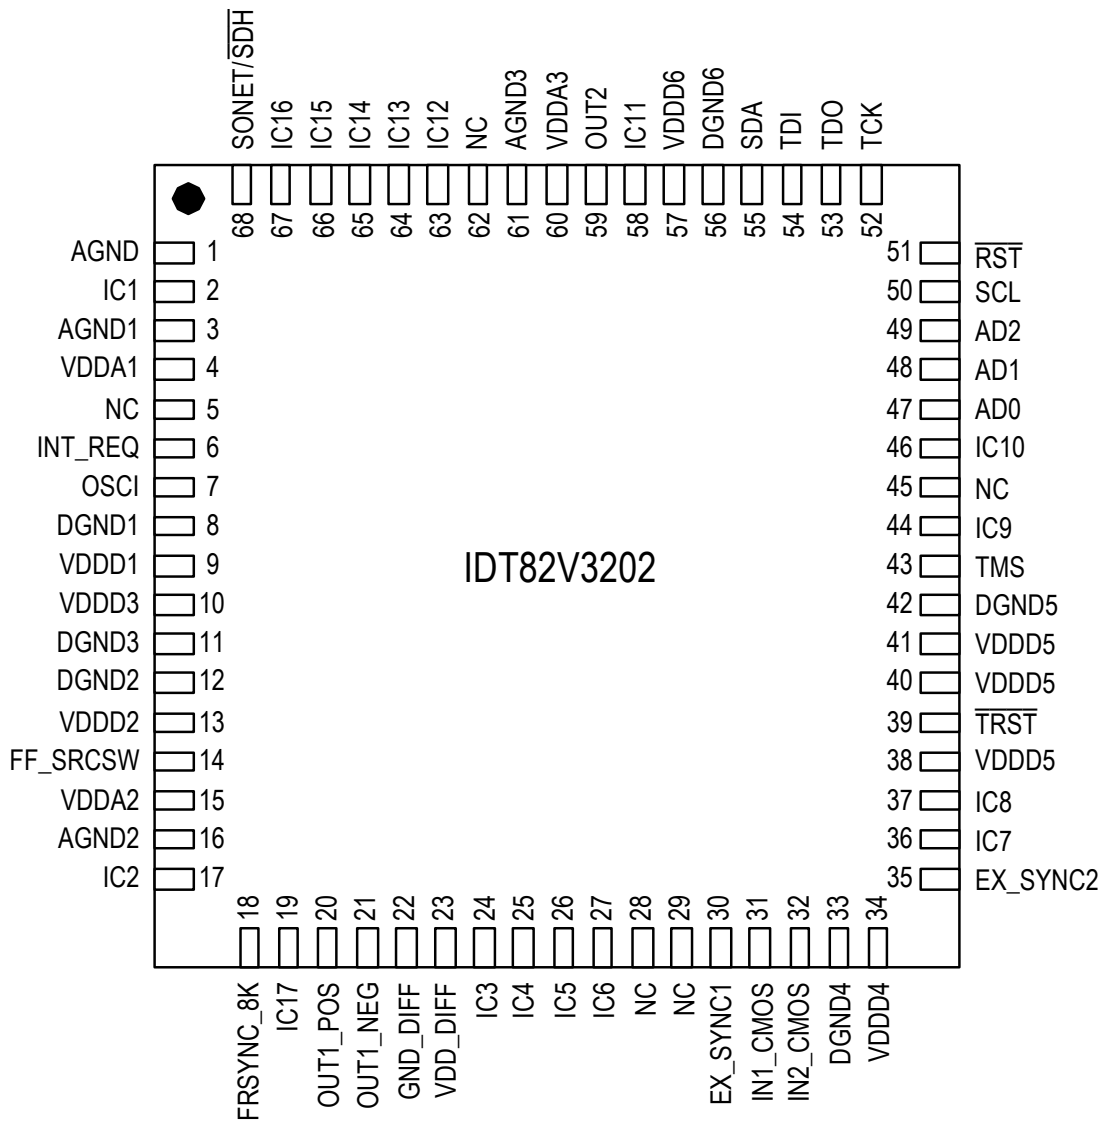 SONET/SDH
IC16
IC15
IC14
IC13
IC12
NC
AGND3
VDDA3
OUT2
IC11
VDDD6
DGND6
SDA
TDI
TDO
TCK
68
67
66
65
64
63
62
61
60
59
58
57
56
55
54
53
52
AGND 1
IC1 2
AGND1 3
VDDA1 4
NC 5
INT_REQ 6
OSCI 7
DGND1 8
VDDD1 9
VDDD3 10
DGND3 11
DGND2 12
VDDD2 13
FF_SRCSW 14
VDDA2 15
AGND2 16
IC2 17
IDT82V3202
51 RST
50 SCL
49 AD2
48 AD1
47 AD0
46 IC10
45 NC
44 IC9
43 TMS
42 DGND5
41 VDDD5
40 VDDD5
39 TRST
38 VDDD5
37 IC8
36 IC7
35 EX_SYNC2
18
19
20
21
22
23
24
25
26
27
28
29
30
31
32
33
34
FRSYNC_8K
IC17
OUT1_POS
OUT1_NEG
GND_DIFF
VDD_DIFF
IC3
IC4
IC5
IC6
NC
NC
EX_SYNC1
IN1_CMOS
IN2_CMOS
DGND4
VDDD4